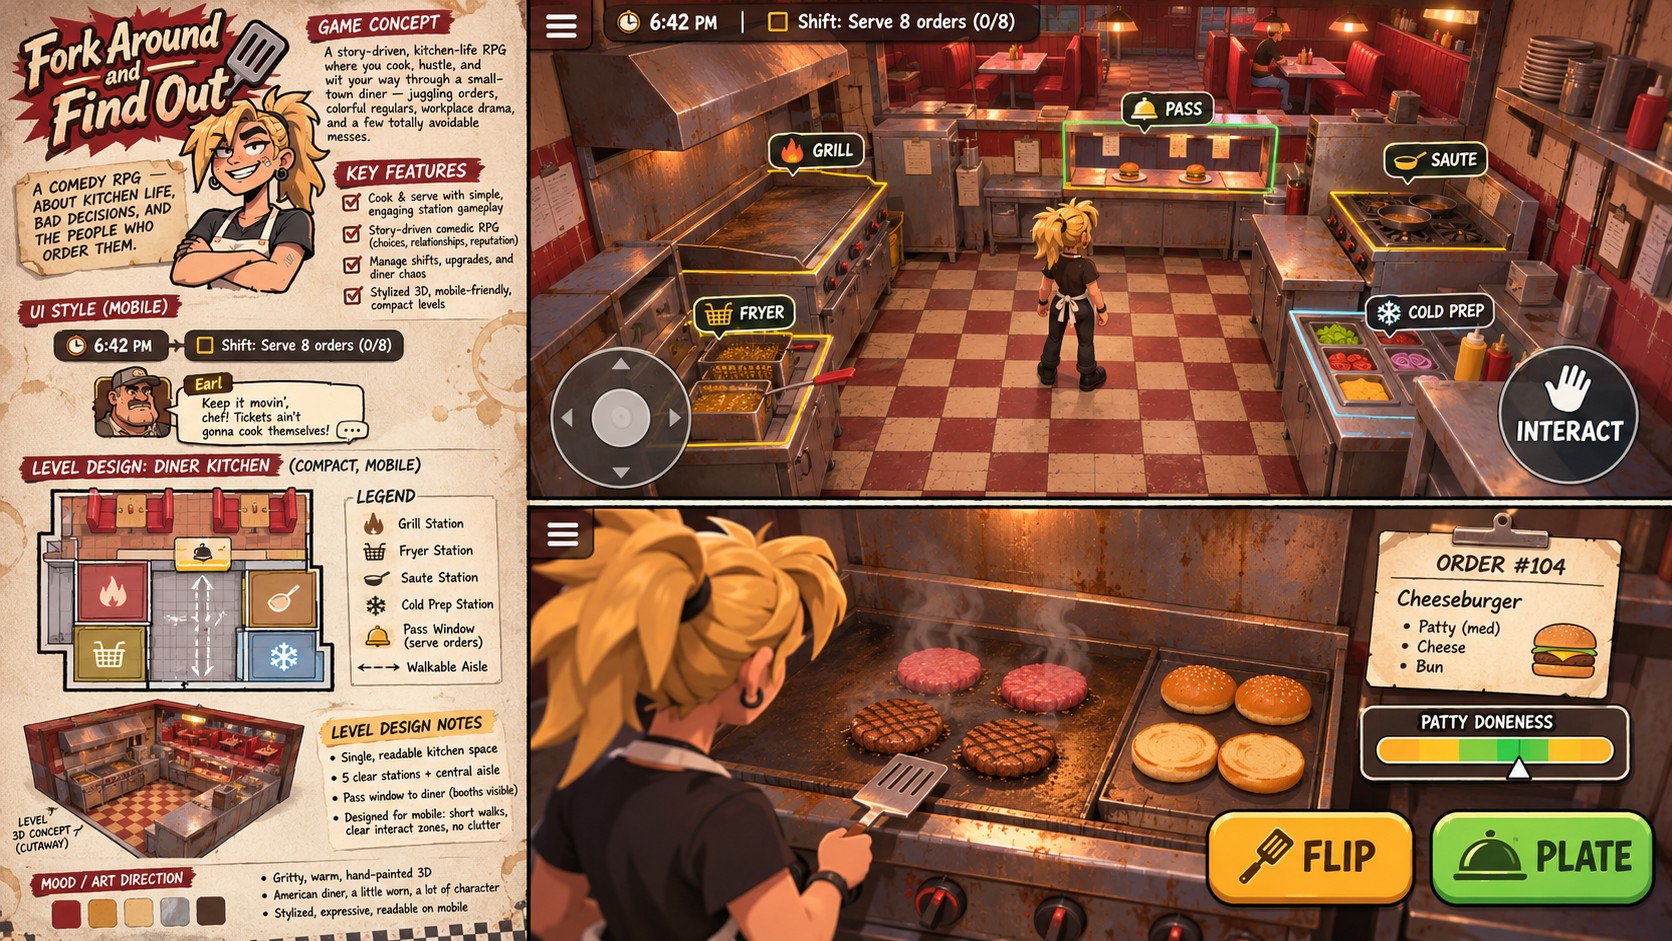 Fork Around
and
Find Out
A COMEDY RPG —
ABOUT KITCHEN LIFE,
BAD DECISIONS, AND
THE PEOPLE WHO
ORDER THEM.
GAME CONCEPT
A story-driven, kitchen-life RPG
where you cook, hustle, and
wit your way through a small-
town diner — juggling orders,
colorful regulars, workplace drama,
and a few totally avoidable
messes.
KEY FEATURES
Cook & serve with simple,
engaging station gameplay
Story-driven comedic RPG
(choices, relationships, reputation)
Manage shifts, upgrades, and
diner chaos
Stylized 3D, mobile-friendly,
compact levels
UI STYLE (MOBILE)
6:42 PM
Shift: Serve 8 orders (0/8)
Earl
Keep it movin',
chef! Tickets ain't
gonna cook themselves!
LEVEL DESIGN: DINER KITCHEN (COMPACT, MOBILE)
LEGEND
Grill Station
Fryer Station
Saute Station
Cold Prep Station
Pass Window
(serve orders)
Walkable Aisle
LEVEL
3D CONCEPT
(CUTAWAY)
LEVEL DESIGN NOTES
• Single, readable kitchen space
• 5 clear stations + central aisle
• Pass window to diner (booths visible)
• Designed for mobile: short walks,
clear interact zones, no clutter
MOOD / ART DIRECTION
• Gritty, warm, hand-painted 3D
• American diner, a little worn, a lot of character
• Stylized, expressive, readable on mobile
6:42 PM | Shift: Serve 8 orders (0/8)
PASS
GRILL
SAUTE
FRYER
COLD PREP
INTERACT
ORDER #104
Cheeseburger
• Patty (med)
• Cheese
• Bun
PATTY DONENESS
FLIP
PLATE